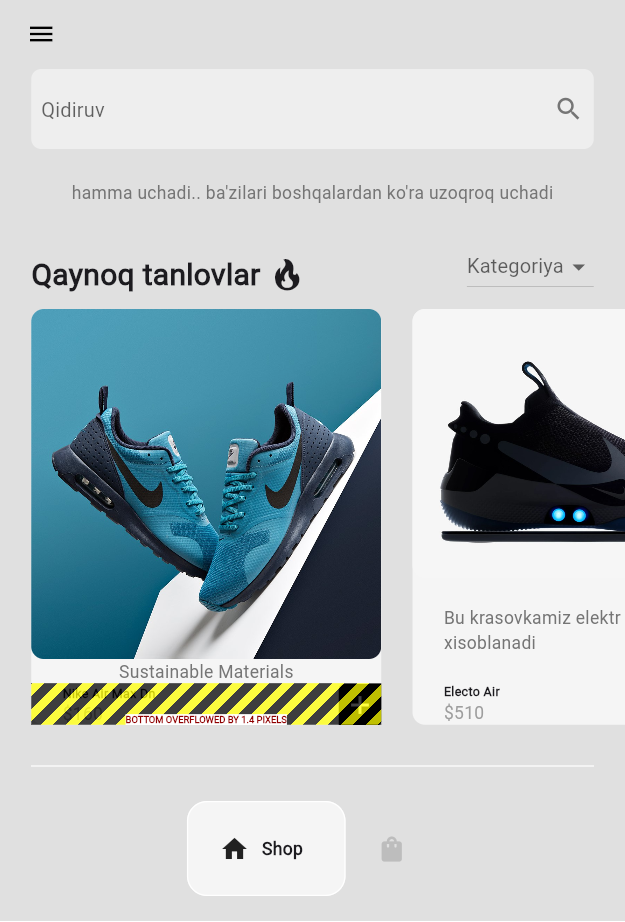 Qidiruv
hamma uchadi.. ba'zilari boshqalardan ko'ra uzoqroq uchadi
Qaynoq tanlovlar 🔥
Kategoriya
Sustainable Materials
Nike Air Max
BOTTOM OVERFLOWED BY 1.4 PIXELS
Bu krasovkamiz elektr
xisoblanadi
Electo Air
$510
Shop